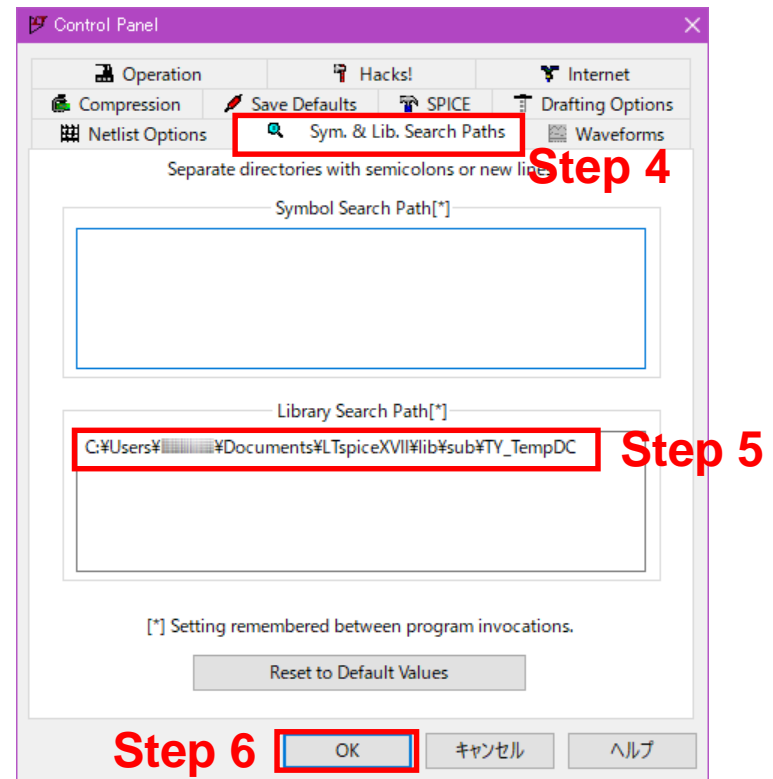 Control Panel
Operation Hacks! Internet
Compression Save Defaults SPICE Drafting Options
Netlist Options Sym. & Lib. Search Paths Waveforms
Step 4
Separate directories with semicolons or new
Symbol Search Path[*]
Library Search Path[*]
C:¥Users¥ ¥Documents¥LTspiceXVII¥lib¥sub¥TY_TempDC
Step 5
[*] Setting remembered between program invocations.
Reset to Default Values
Step 6
OK キャンセル ヘルプ